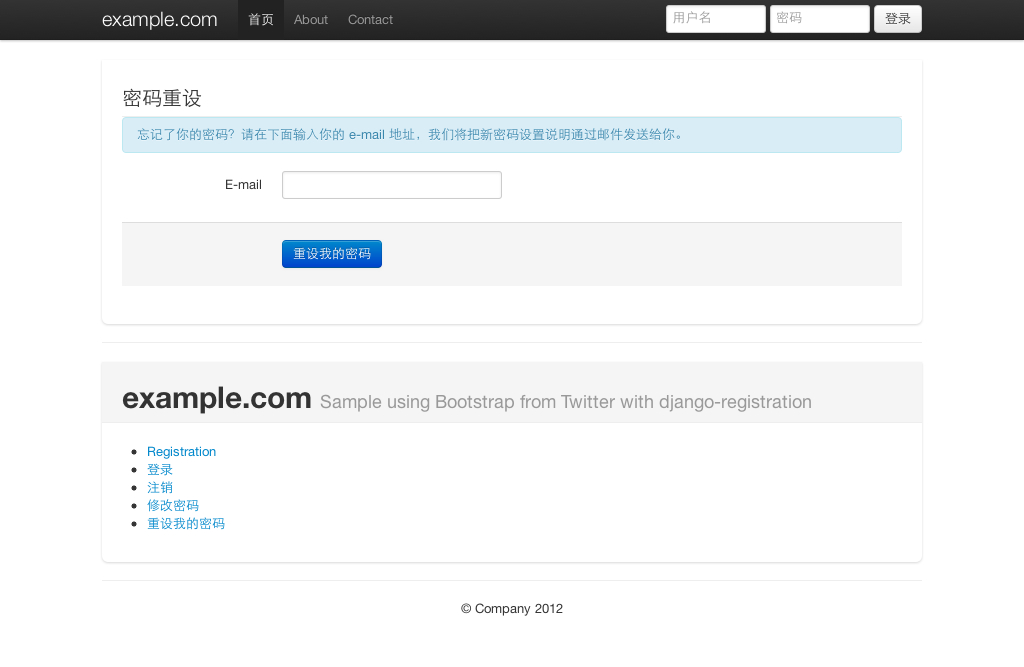 example.com 首页 About Contact 用户名 密码 登录
密码重设
忘记了你的密码？请在下面输入你的 e-mail 地址，我们将把新密码设置说明通过邮件发送给你。
E-mail
重设我的密码
example.com Sample using Bootstrap from Twitter with django-registration
Registration
登录
注销
修改密码
重设我的密码
© Company 2012